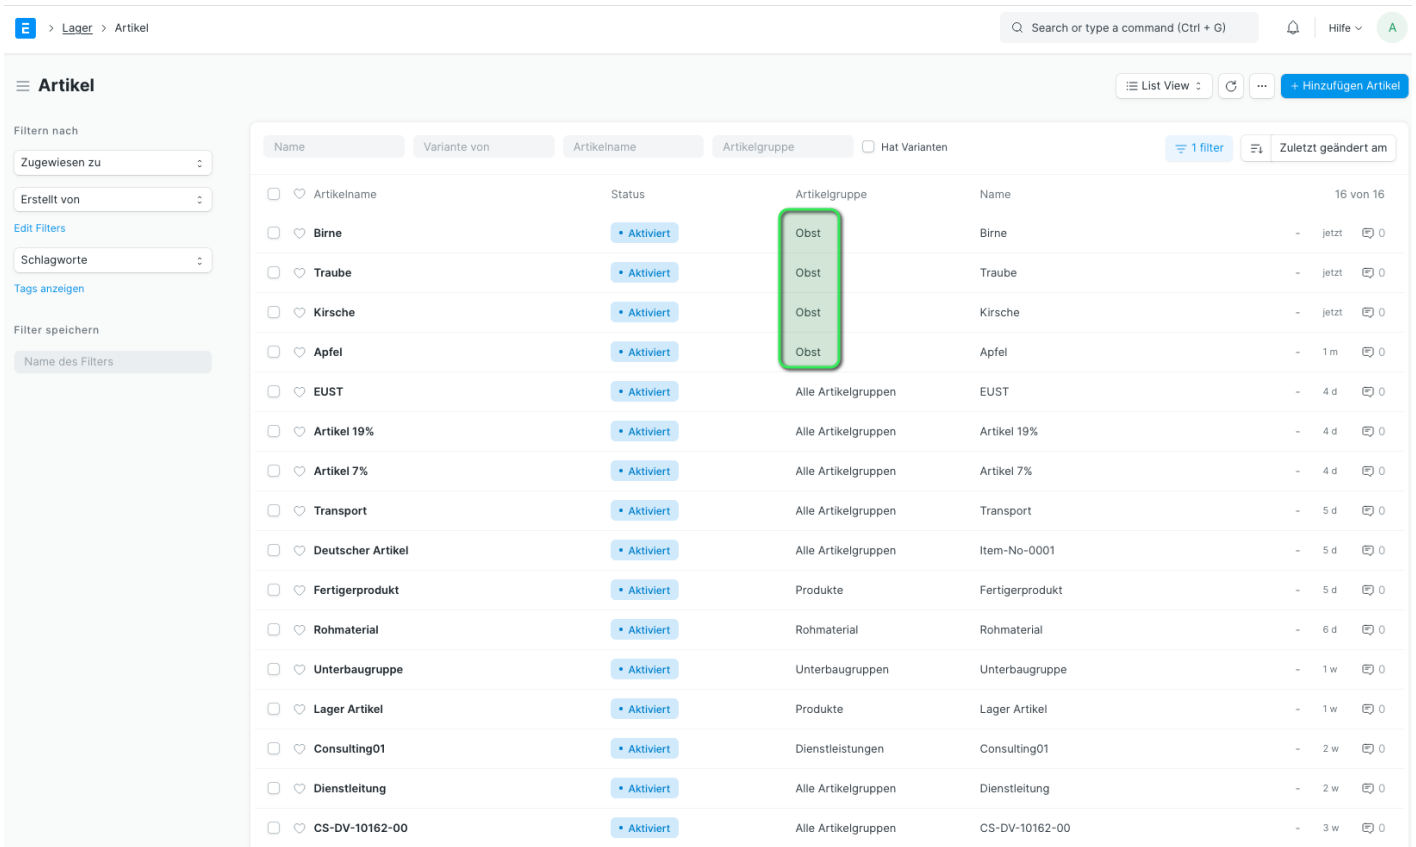 E > Lager > Artikel Search or type a command (Ctrl + G) Hilfe A
Artikel List View ... + Hinzufügen Artikel
Filtern nach
Zugewiesen zu
Erstellt von
Edit Filters
Schlagworte
Tags anzeigen
Filter speichern
Name des Filters
Name Variante von Artikelname Artikelgruppe Hat Varianten 1 filter Zuletzt geändert am
Artikelname Status Artikelgruppe Name 16 von 16
Birne • Aktiviert Obst Birne - jetzt 0
Traube • Aktiviert Obst Traube - jetzt 0
Kirsche • Aktiviert Obst Kirsche - jetzt 0
Apfel • Aktiviert Obst Apfel - 1 m 0
EUST • Aktiviert Alle Artikelgruppen EUST - 4 d 0
Artikel 19% • Aktiviert Alle Artikelgruppen Artikel 19% - 4 d 0
Artikel 7% • Aktiviert Alle Artikelgruppen Artikel 7% - 4 d 0
Transport • Aktiviert Alle Artikelgruppen Transport - 5 d 0
Deutscher Artikel • Aktiviert Alle Artikelgruppen Item-No-0001 - 5 d 0
Fertigerprodukt • Aktiviert Produkte Fertigerprodukt - 5 d 0
Rohmaterial • Aktiviert Rohmaterial Rohmaterial - 6 d 0
Unterbaugruppe • Aktiviert Unterbaugruppen Unterbaugruppe - 1 w 0
Lager Artikel • Aktiviert Produkte Lager Artikel - 1 w 0
Consulting01 • Aktiviert Dienstleistungen Consulting01 - 2 w 0
Dienstleitung • Aktiviert Alle Artikelgruppen Dienstleitung - 2 w 0
CS-DV-10162-00 • Aktiviert Alle Artikelgruppen CS-DV-10162-00 - 3 w 0